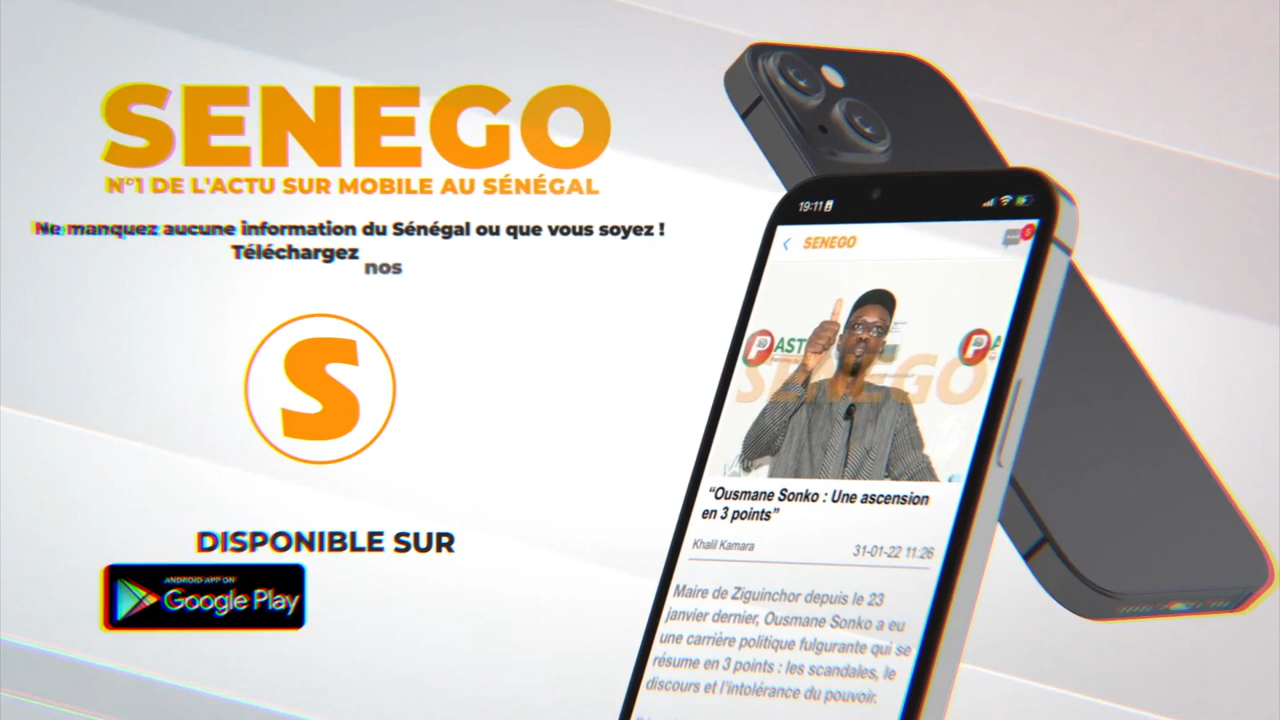 SENEGO
N°1 DE L'ACTU SUR MOBILE AU SÉNÉGAL
Ne manquez aucune information du Sénégal ou que vous soyez !
Téléchargez
nos
S
DISPONIBLE SUR
ANDROID APP ON
Google Play
19:11
SENEGO
5
PAST
PA
SENEGO
“Ousmane Sonko : Une ascension
en 3 points”
Khalil Kamara
31-01-22 11:26
Maire de Ziguinchor depuis le 23
janvier dernier, Ousmane Sonko a eu
une carrière politique fulgurante qui se
résume en 3 points : les scandales, le
discours et l'intolérance du pouvoir.